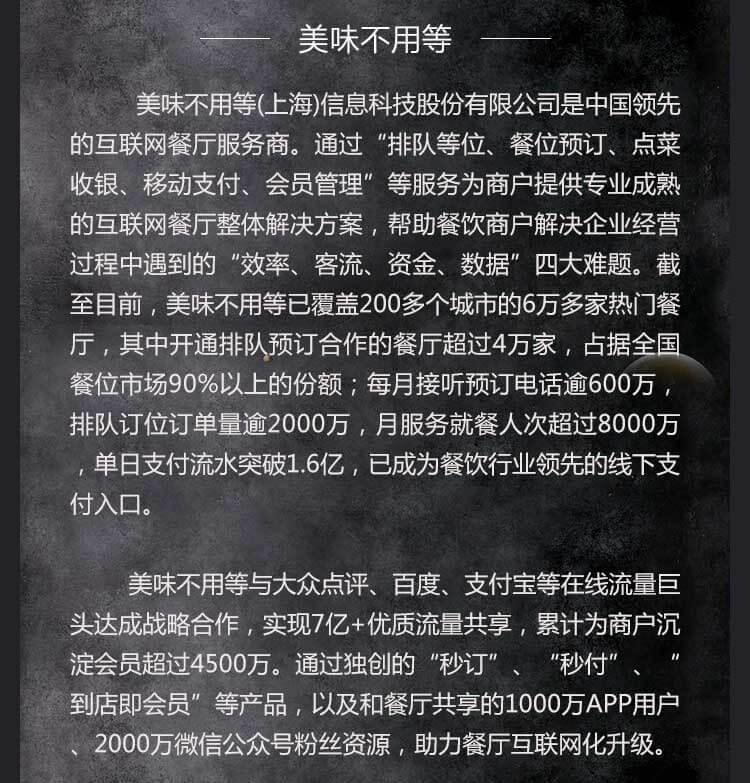 美味不用等
美味不用等(上海)信息科技股份有限公司是中国领先
的互联网餐厅服务商。通过“排队等位、餐位预订、点菜
收银、移动支付、会员管理”等服务为商户提供专业成熟
的互联网餐厅整体解决方案，帮助餐饮商户解决企业经营
过程中遇到的“效率、客流、资金、数据”四大难题。截
至目前，美味不用等已覆盖200多个城市的6万多家热门餐
厅，其中开通排队预订合作的餐厅超过4万家，占据全国
餐位市场90%以上的份额；每月接听预订电话逾600万，
排队订位订单量逾2000万，月服务就餐人次超过8000万
，单日支付流水突破1.6亿，已成为餐饮行业领先的线下支
付入口。
美味不用等与大众点评、百度、支付宝等在线流量巨
头达成战略合作，实现7亿+优质流量共享，累计为商户沉
淀会员超过4500万。通过独创的“秒订”、“秒付”、“
到店即会员”等产品，以及和餐厅共享的1000万APP用户
、2000万微信公众号粉丝资源，助力餐厅互联网化升级。